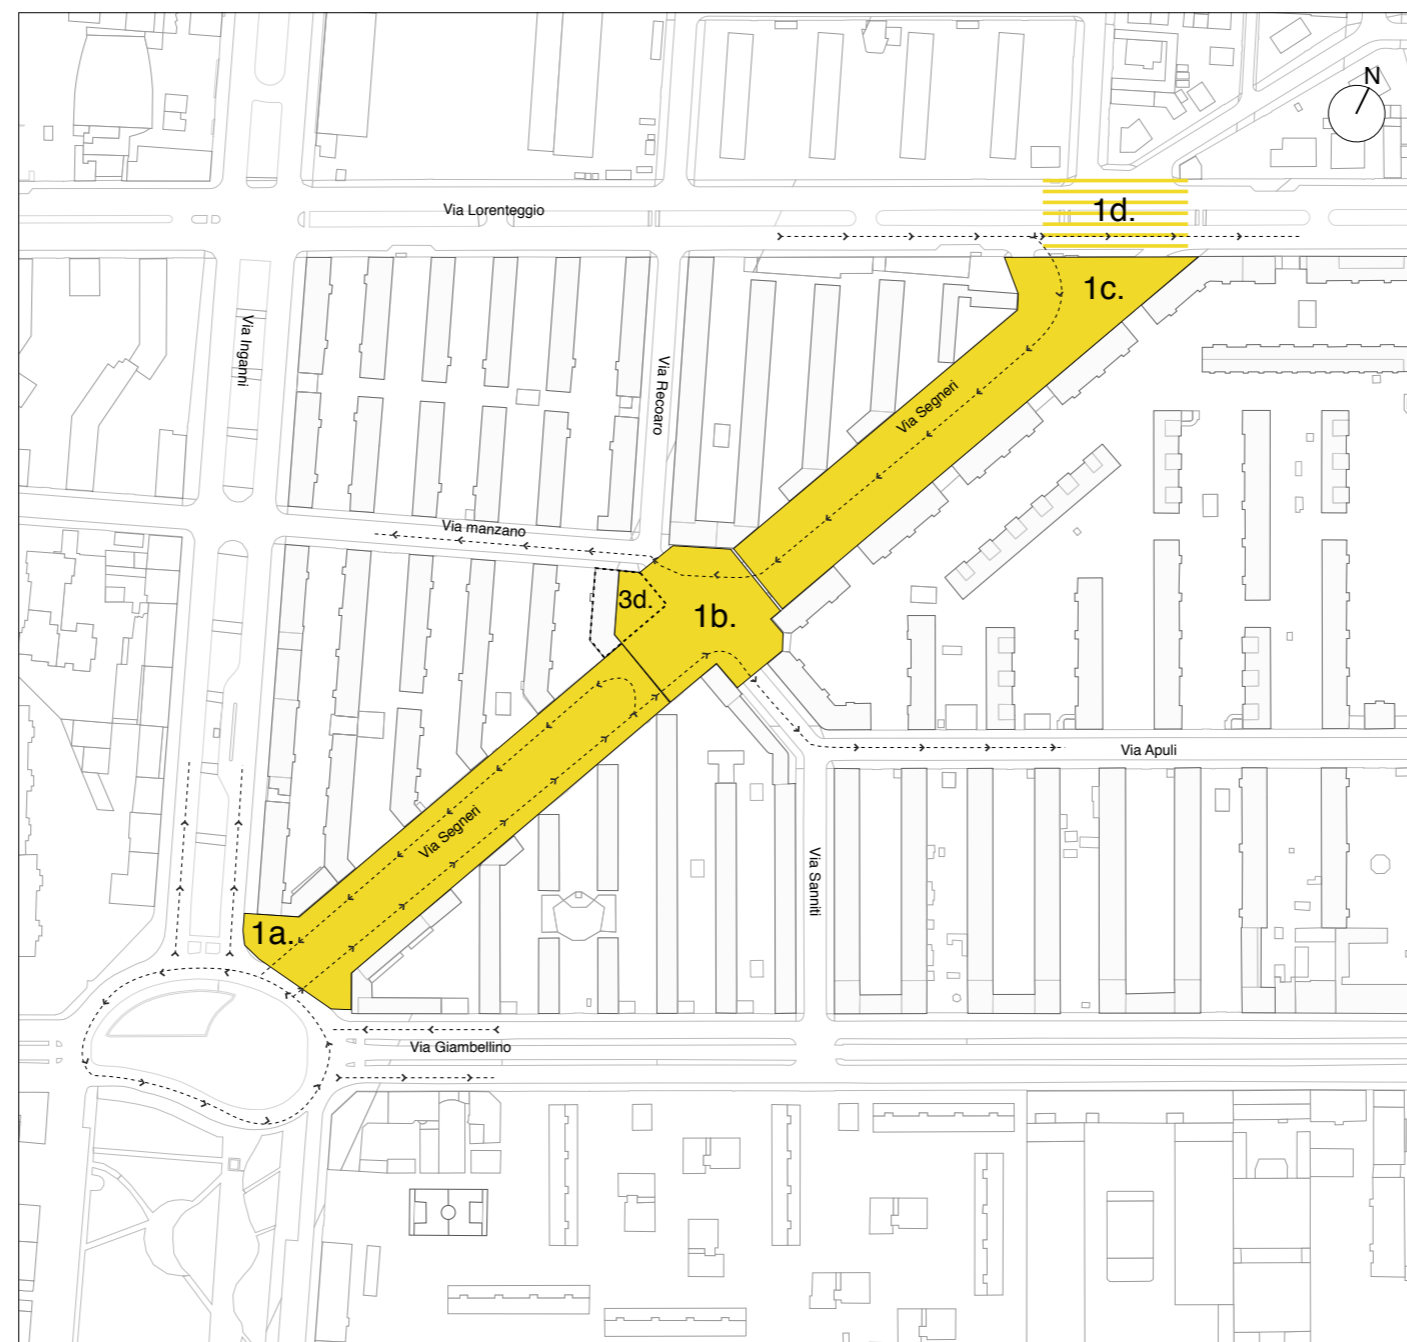 N
Via Lorenteggio
1d.
1c.
Via Inganni
Via Recoaro
Via Segneri
Via manzano
3d.
1b.
Via Apuli
Via Segneri
Via Sanniti
1a.
Via Giambellino